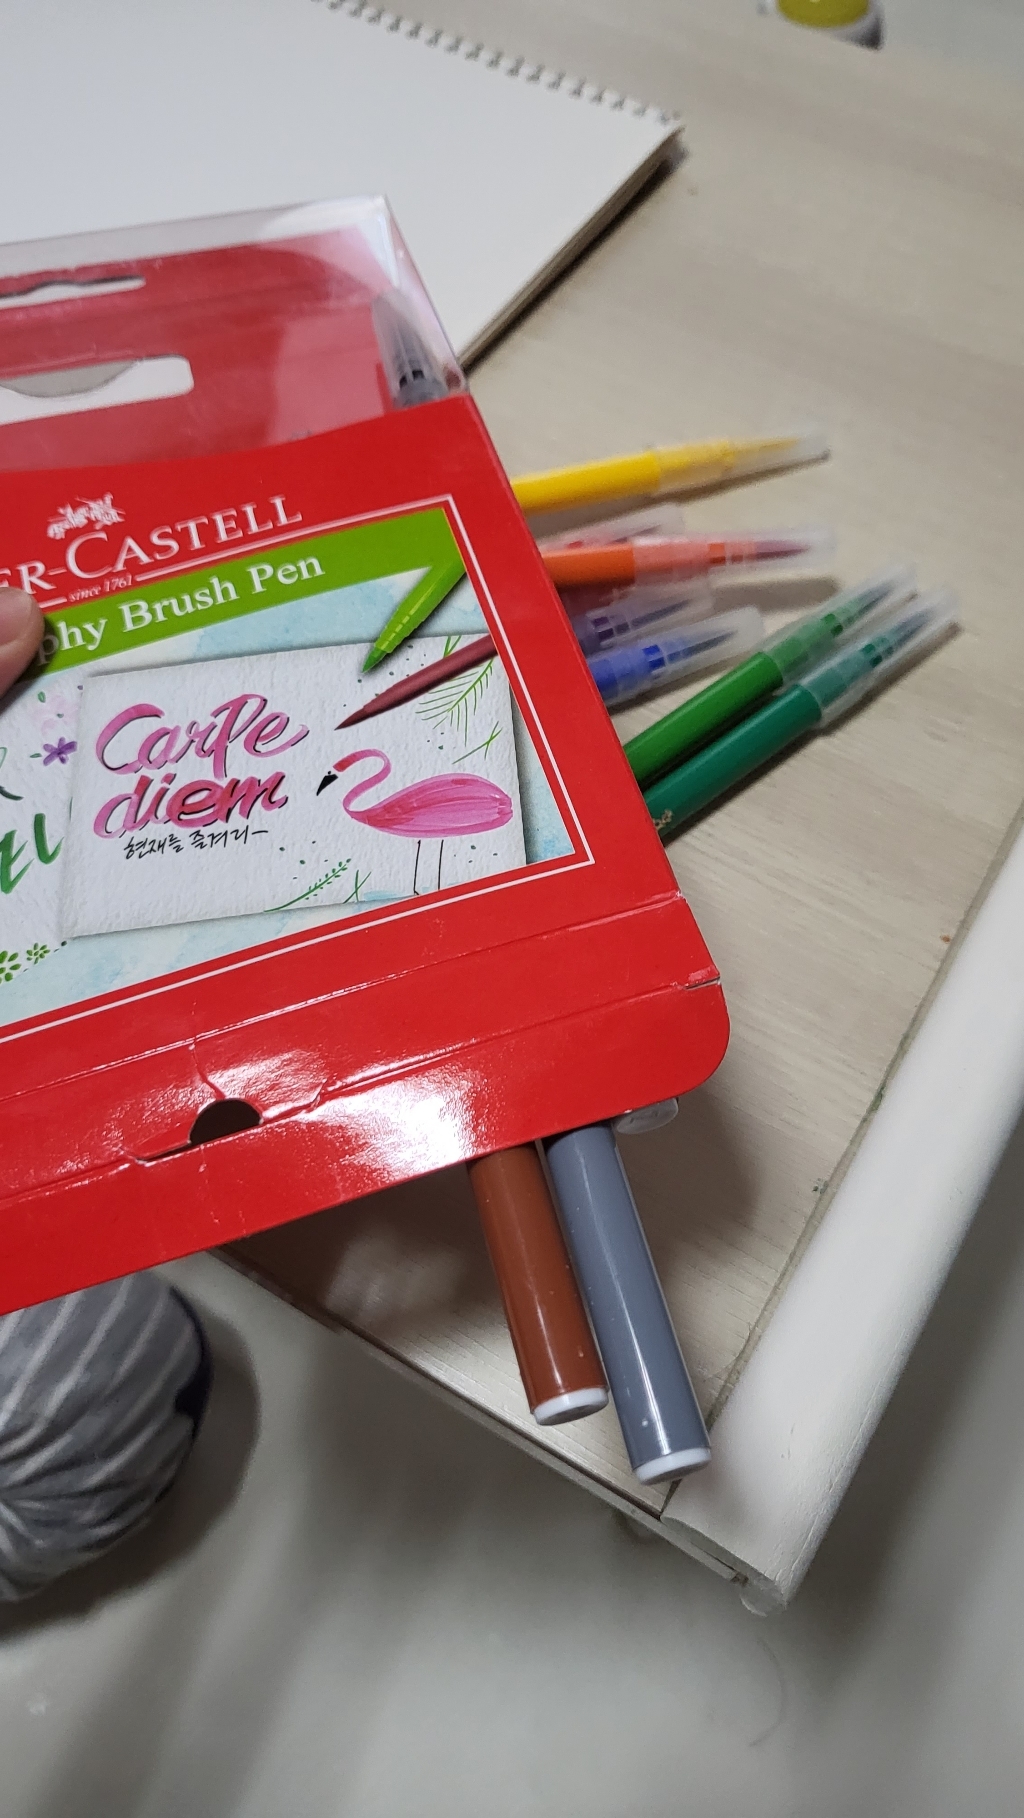 ER-CASTELL
since 1761
phy Brush Pen
Carpe
diem
현재를 즐겨라~